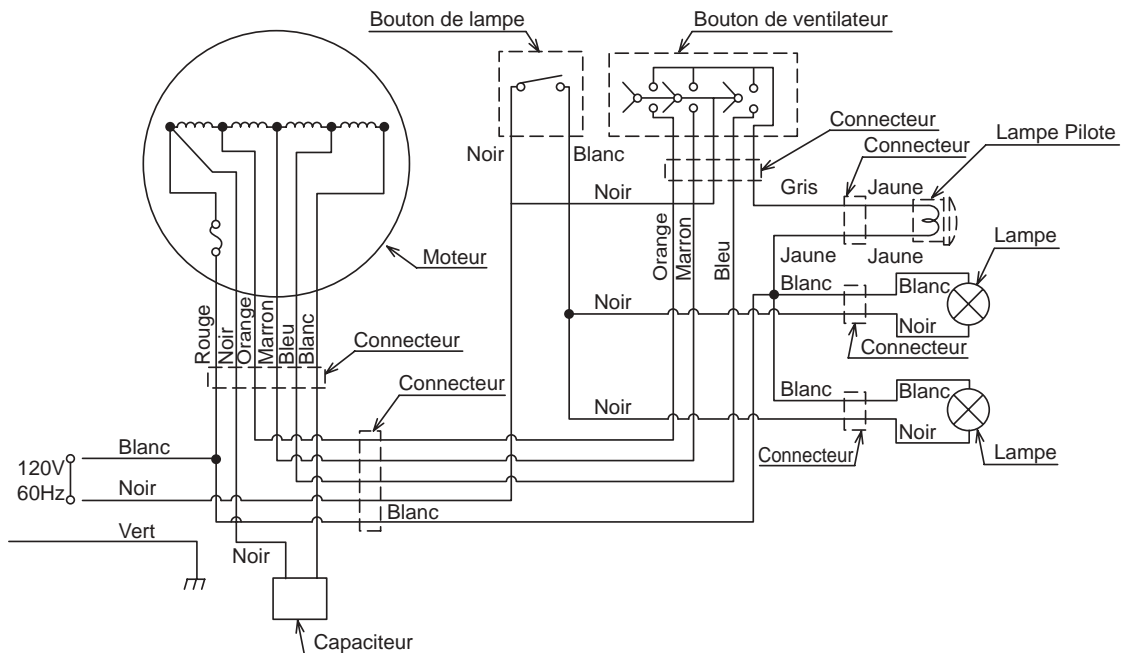 Bouton de lampe
Bouton de ventilateur
Noir
Blanc
Connecteur
Connecteur
Lampe Pilote
Noir
Gris
Jaune
Moteur
Orange
Marron
Bleu
Jaune
Jaune
Lampe
Blanc
Blanc
Noir
Noir
Connecteur
Rouge
Noir
Orange
Marron
Bleu
Blanc
Connecteur
Connecteur
Blanc
Blanc
Noir
Noir
Connecteur
Lampe
Blanc
120V
60Hz
Noir
Blanc
Vert
Noir
Capaciteur